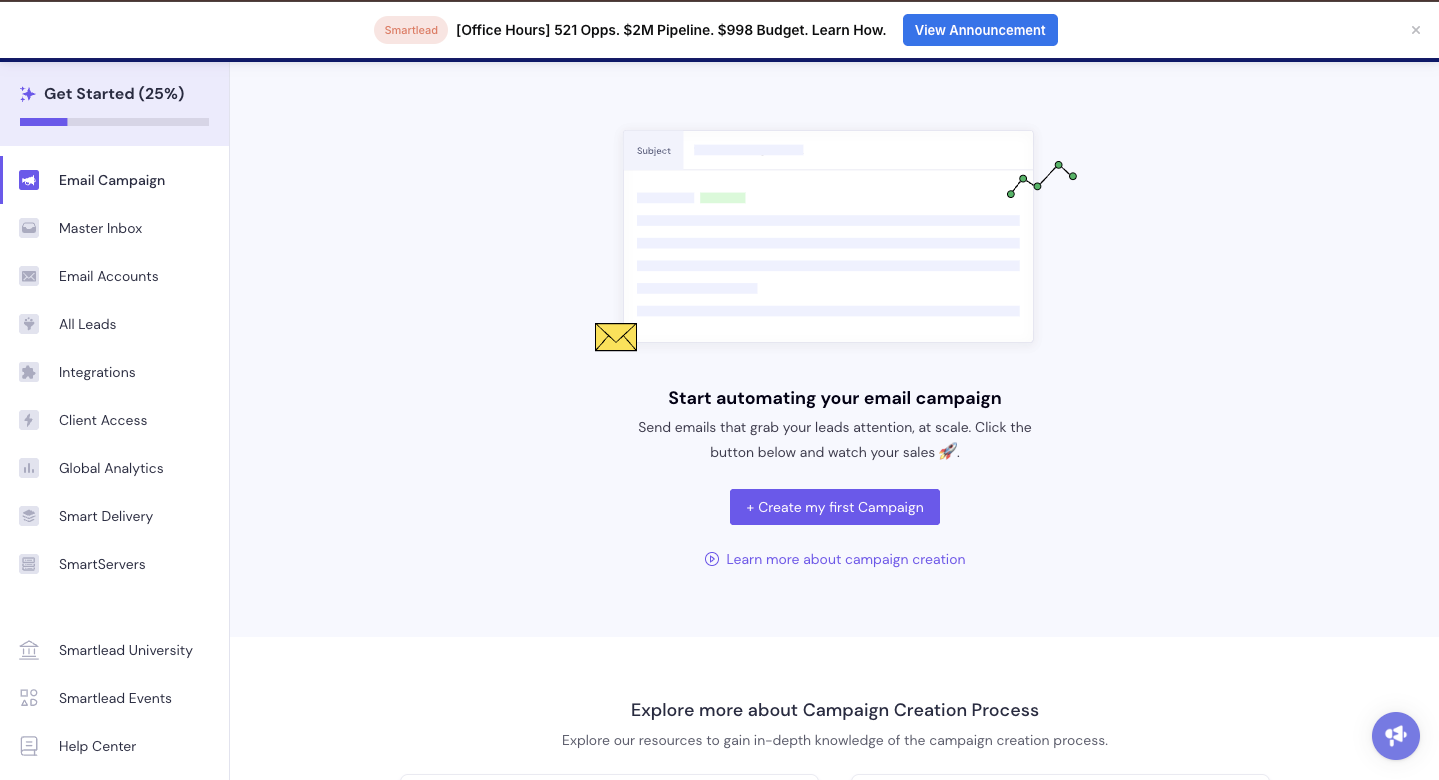 Smartlead
[Office Hours] 521 Opps. $2M Pipeline. $998 Budget. Learn How.
View Announcement
×
Get Started (25%)
Email Campaign
Master Inbox
Email Accounts
All Leads
Integrations
Client Access
Global Analytics
Smart Delivery
SmartServers
Smartlead University
Smartlead Events
Help Center
Subject
Start automating your email campaign
Send emails that grab your leads attention, at scale. Click the
button below and watch your sales 🚀.
+ Create my first Campaign
Learn more about campaign creation
Explore more about Campaign Creation Process
Explore our resources to gain in-depth knowledge of the campaign creation process.